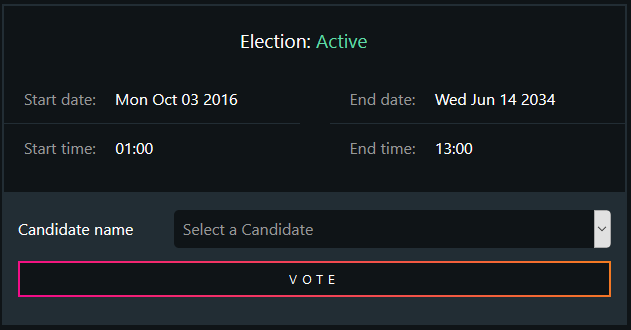 Election: Active
Start date: Mon Oct 03 2016 End date: Wed Jun 14 2034
Start time: 01:00 End time: 13:00
Candidate name Select a Candidate
VOTE